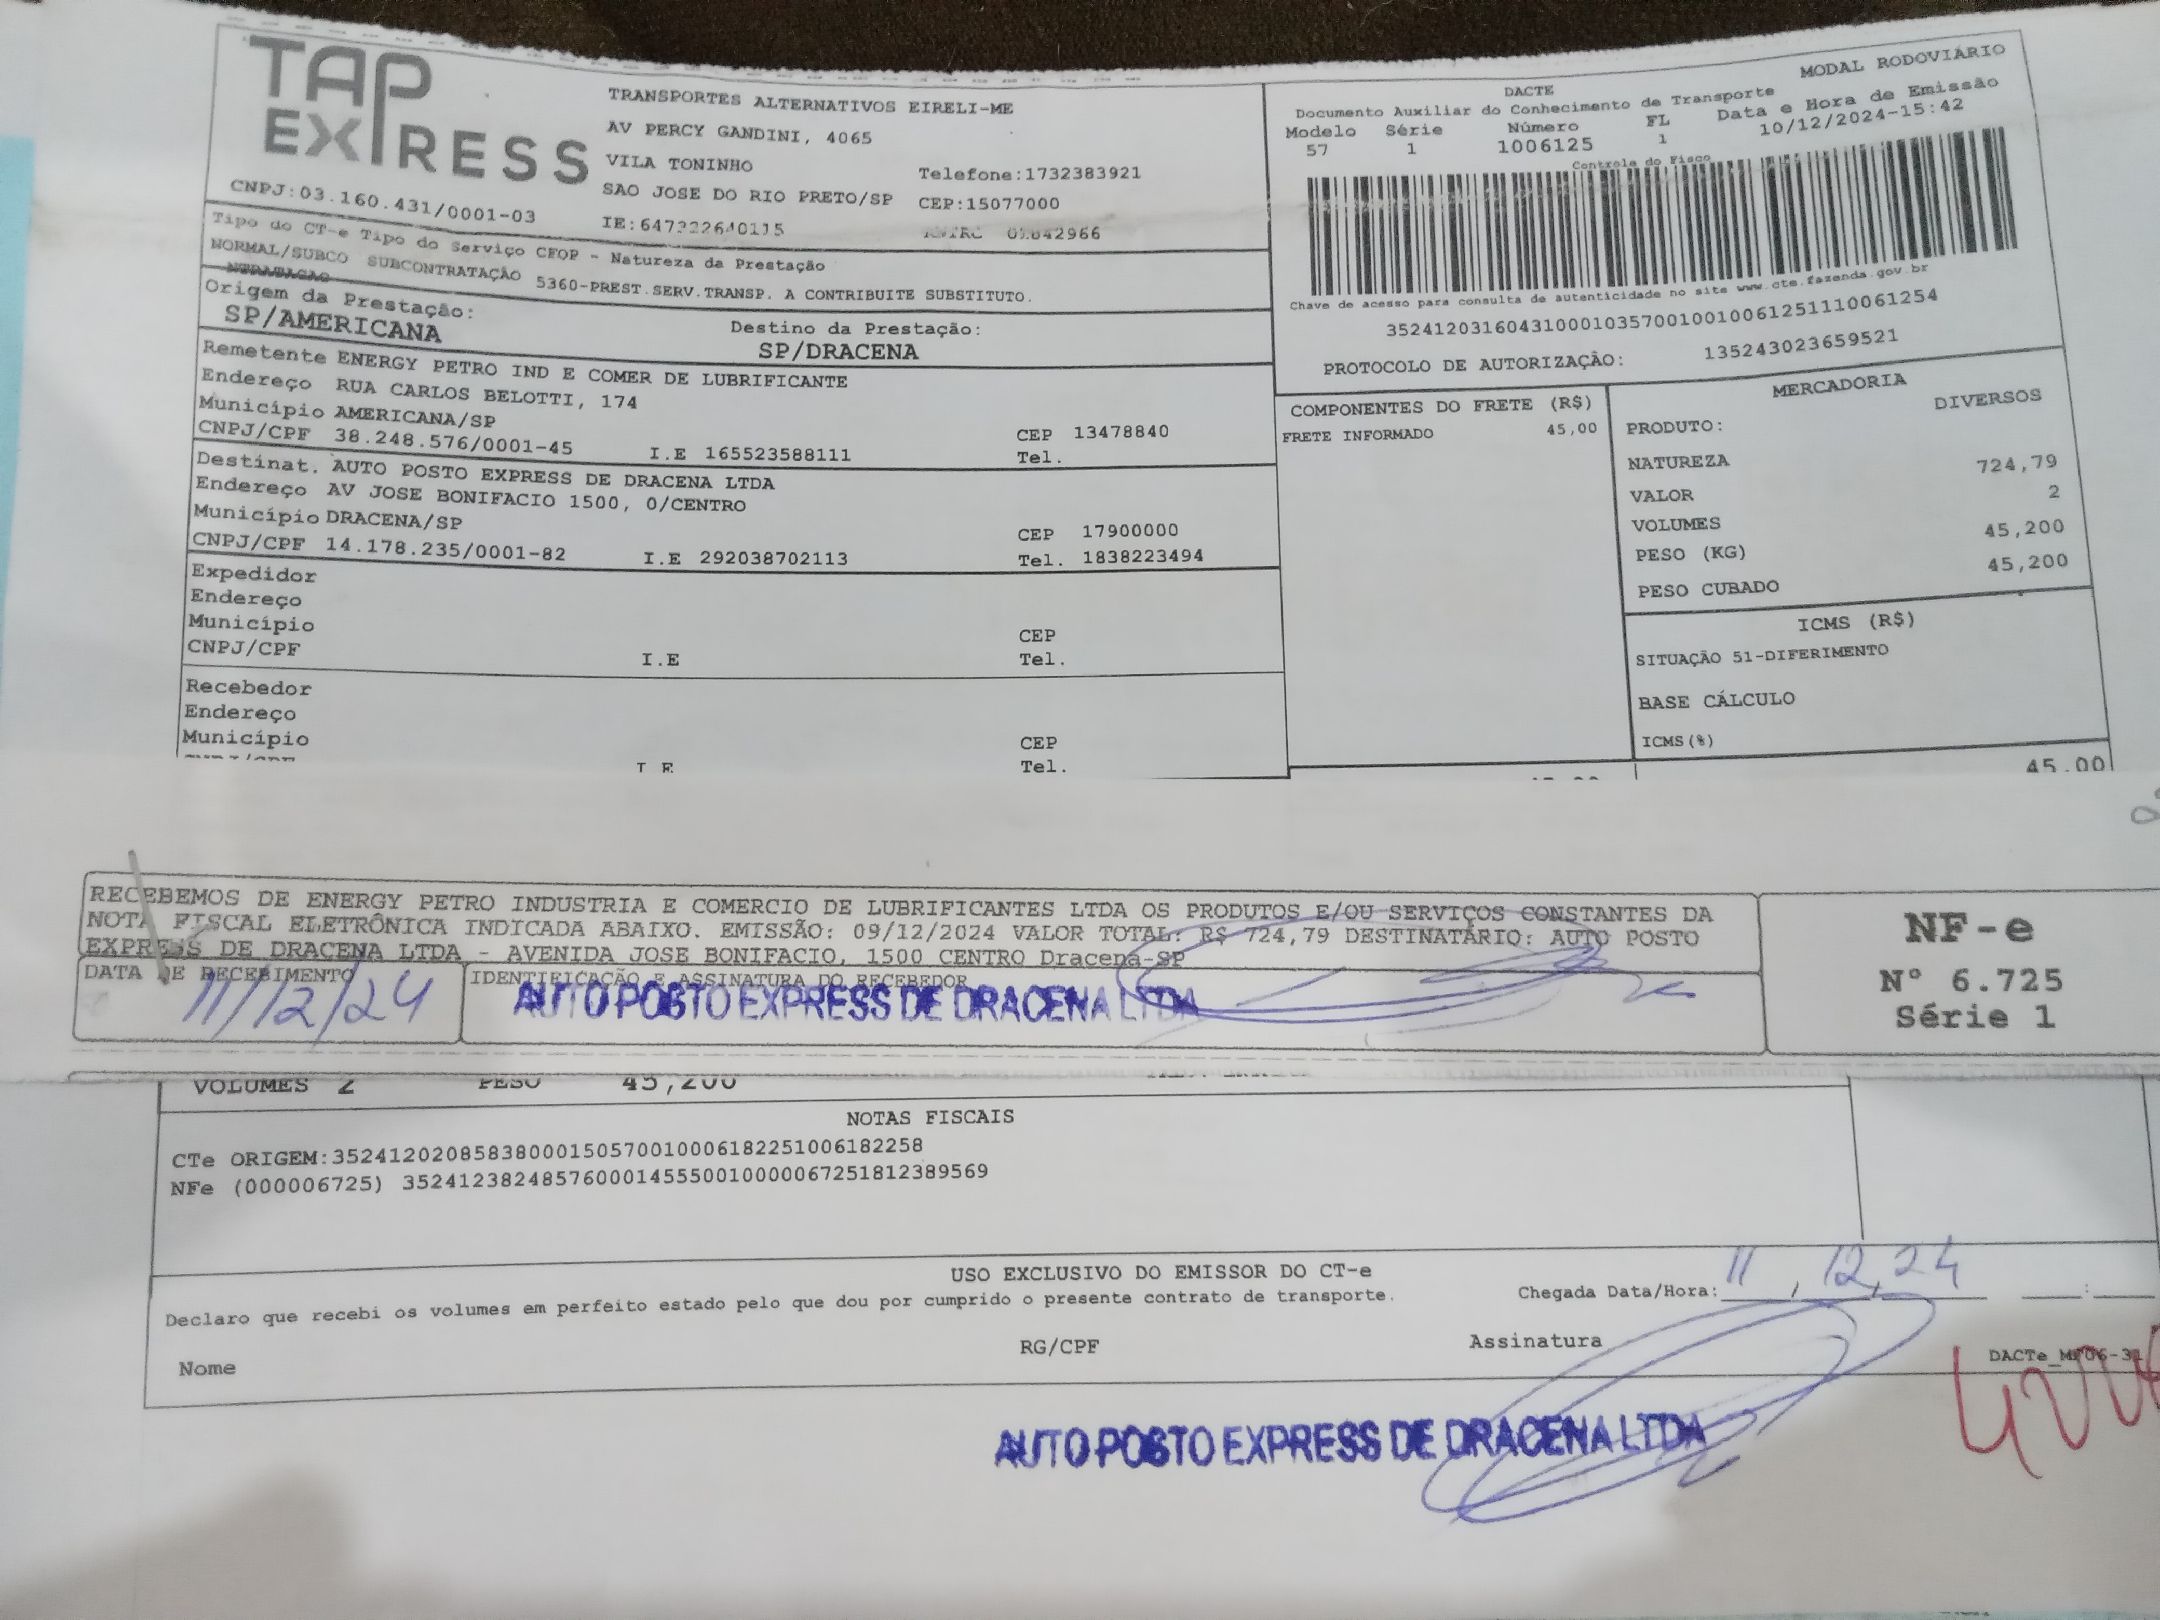 TAP EXPRESS
CNPJ:03.160.431/0001-03
TRANSPORTES ALTERNATIVOS EIRELI-ME
AV PERCY GANDINI, 4065
VILA TONINHO Telefone:1732383921
SAO JOSE DO RIO PRETO/SP CEP:15077000
IE:647322640115
DACTE MODAL RODOVIÁRIO
Documento Auxiliar do Conhecimento de Transporte
Modelo Série Número FL Data e Hora de Emissão
57 1 1006125 1 10/12/2024-15:42
Controle do Fisco
Chave de acesso para consulta de autenticidade no site www.cte.fazenda.gov.br
35241203160431000103570010010061251110061254
PROTOCOLO DE AUTORIZAÇÃO: 135243023659521
Tipo do CT-e Tipo do Serviço CFOP - Natureza da Prestação
NORMAL/SUBCO SUBCONTRATAÇÃO 5360-PREST.SERV.TRANSP. A CONTRIBUITE SUBSTITUTO.
NTRATACAO
Origem da Prestação: Destino da Prestação:
SP/AMERICANA SP/DRACENA
Remetente ENERGY PETRO IND E COMER DE LUBRIFICANTE
Endereço RUA CARLOS BELOTTI, 174
Município AMERICANA/SP CEP 13478840
CNPJ/CPF 38.248.576/0001-45 I.E 165523588111 Tel.
Destinat. AUTO POSTO EXPRESS DE DRACENA LTDA
Endereço AV JOSE BONIFACIO 1500, 0/CENTRO
Município DRACENA/SP CEP 17900000
CNPJ/CPF 14.178.235/0001-82 I.E 292038702113 Tel. 1838223494
Expedidor
Endereço
Município CEP
CNPJ/CPF I.E Tel.
Recebedor
Endereço
Município CEP
I E Tel.
COMPONENTES DO FRETE (R$)
FRETE INFORMADO 45,00
MERCADORIA
PRODUTO: DIVERSOS
NATUREZA
VALOR 724,79
VOLUMES 2
PESO (KG) 45,200
PESO CUBADO 45,200
ICMS (R$)
SITUAÇÃO 51-DIFERIMENTO
BASE CÁLCULO
ICMS(%)
45.00
RECEBEMOS DE ENERGY PETRO INDUSTRIA E COMERCIO DE LUBRIFICANTES LTDA OS PRODUTOS E/OU SERVIÇOS CONSTANTES DA
NOTA FISCAL ELETRÔNICA INDICADA ABAIXO. EMISSÃO: 09/12/2024 VALOR TOTAL: R$ 724,79 DESTINATÁRIO: AUTO POSTO
EXPRESS DE DRACENA LTDA - AVENIDA JOSE BONIFACIO, 1500 CENTRO Dracena-SP
DATA DE RECEBIMENTO IDENTIFICAÇÃO E ASSINATURA DO RECEBEDOR
11/12/24 AUTO POSTO EXPRESS DE DRACENA LTDA
NF-e
N° 6.725
Série 1
VOLUMES 2 PESO 45,200
NOTAS FISCAIS
CTe ORIGEM:35241202085838000150570010006182251006182258
NFe (000006725) 35241238248576000145550010000067251812389569
USO EXCLUSIVO DO EMISSOR DO CT-e
Declaro que recebi os volumes em perfeito estado pelo que dou por cumprido o presente contrato de transporte.
Chegada Data/Hora: 11 / 12 / 24 :
Nome RG/CPF Assinatura
AUTO POSTO EXPRESS DE DRACENA LTDA